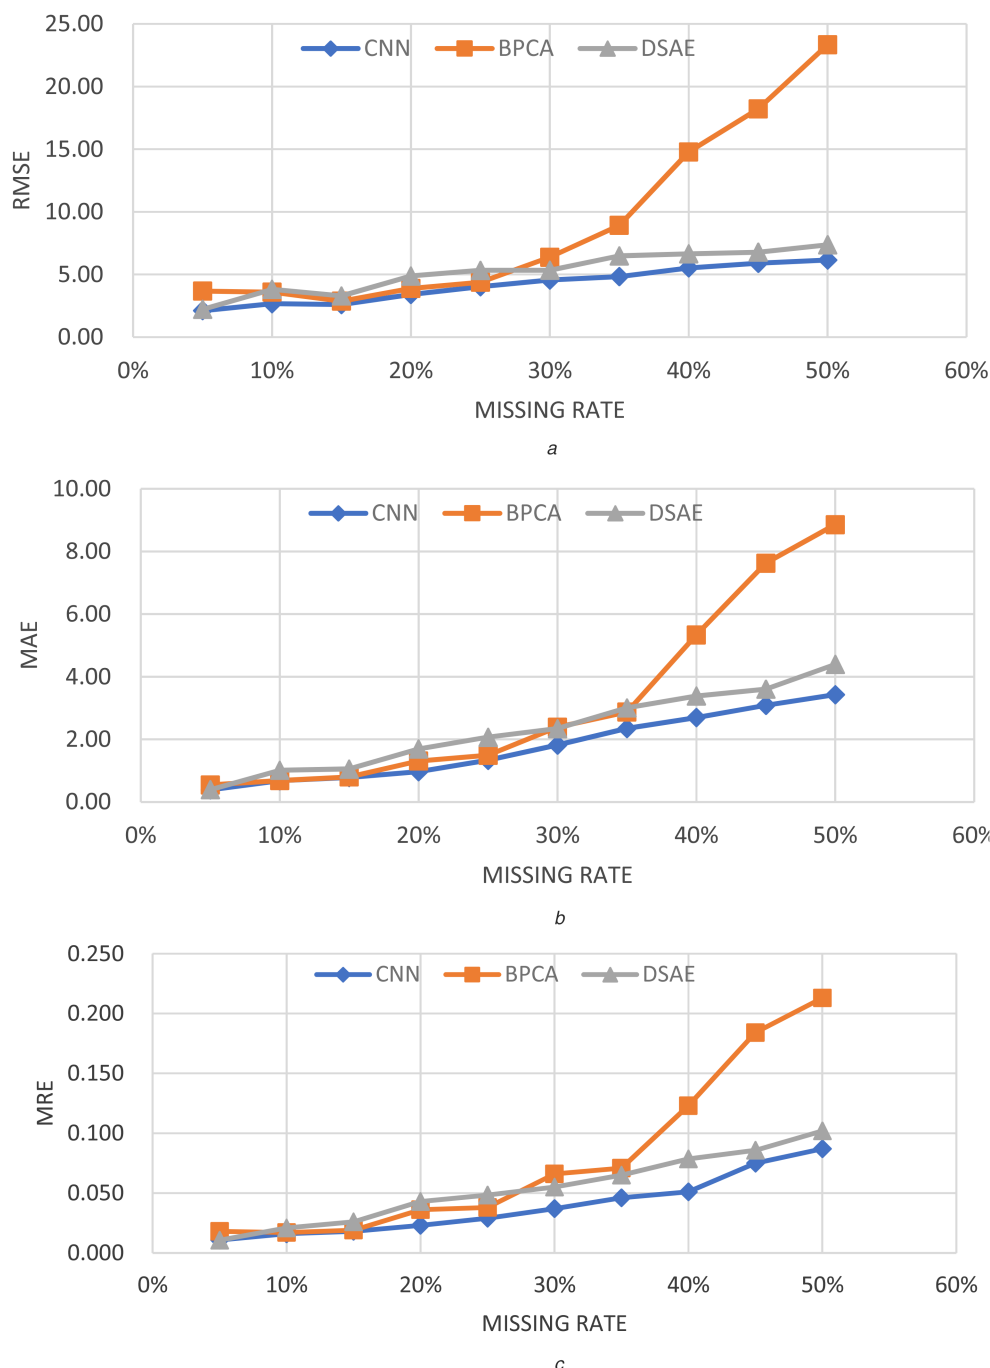 25.00
CNN BPCA DSAE
20.00
15.00
RMSE
10.00
5.00
0.00
0% 10% 20% 30% 40% 50% 60%
MISSING RATE
a
10.00
CNN BPCA DSAE
8.00
6.00
MAE
4.00
2.00
0.00
0% 10% 20% 30% 40% 50% 60%
MISSING RATE
b
0.250
CNN BPCA DSAE
0.200
0.150
MRE
0.100
0.050
0.000
0% 10% 20% 30% 40% 50% 60%
MISSING RATE
c